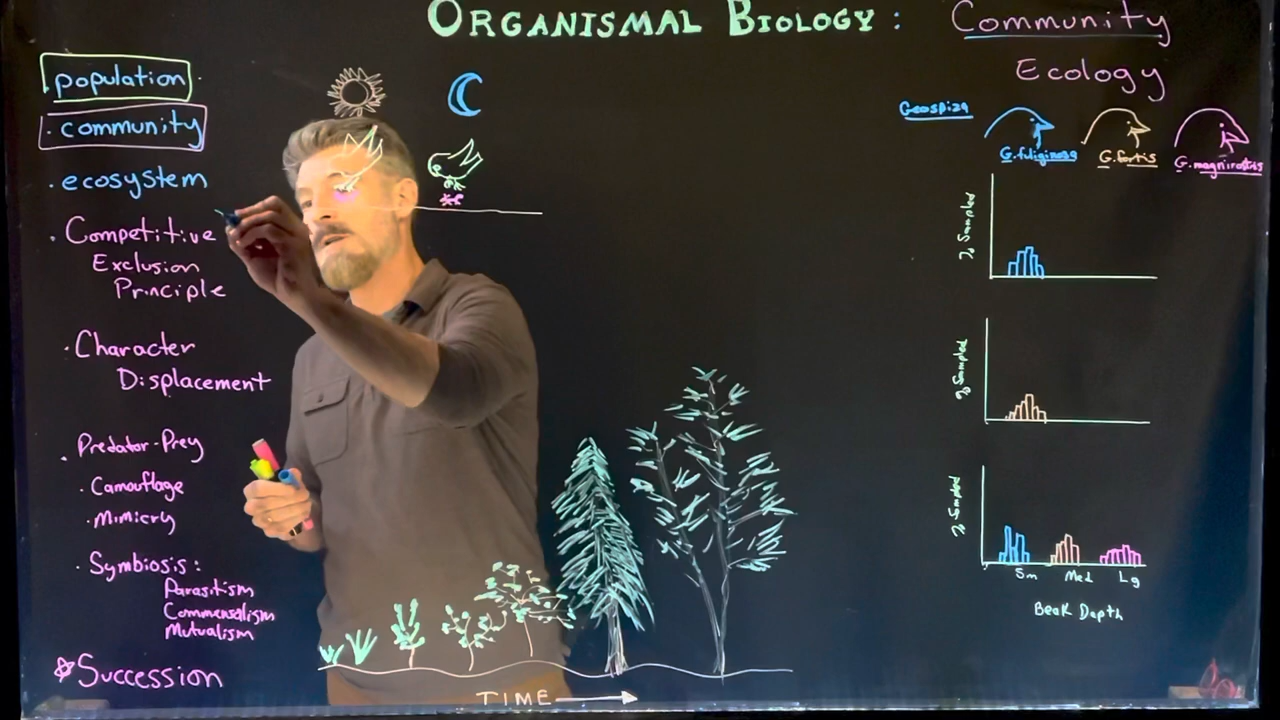 ORGANISMAL BIOLOGY : Community
Ecology
population
· community
· ecosystem
· Competitive
Exclusion
Principle
· Character
Displacement
· Predator-Prey
· Camouflage
· Mimicry
· Symbiosis :
Parasitism
Commensalism
Mutualism
☆Succession
TIME →
Geospiza
G. fuliginosa
G. fortis
G. magnirostris
% Sampled
% Sampled
% Sampled
Sm Med Lg
Beak Depth